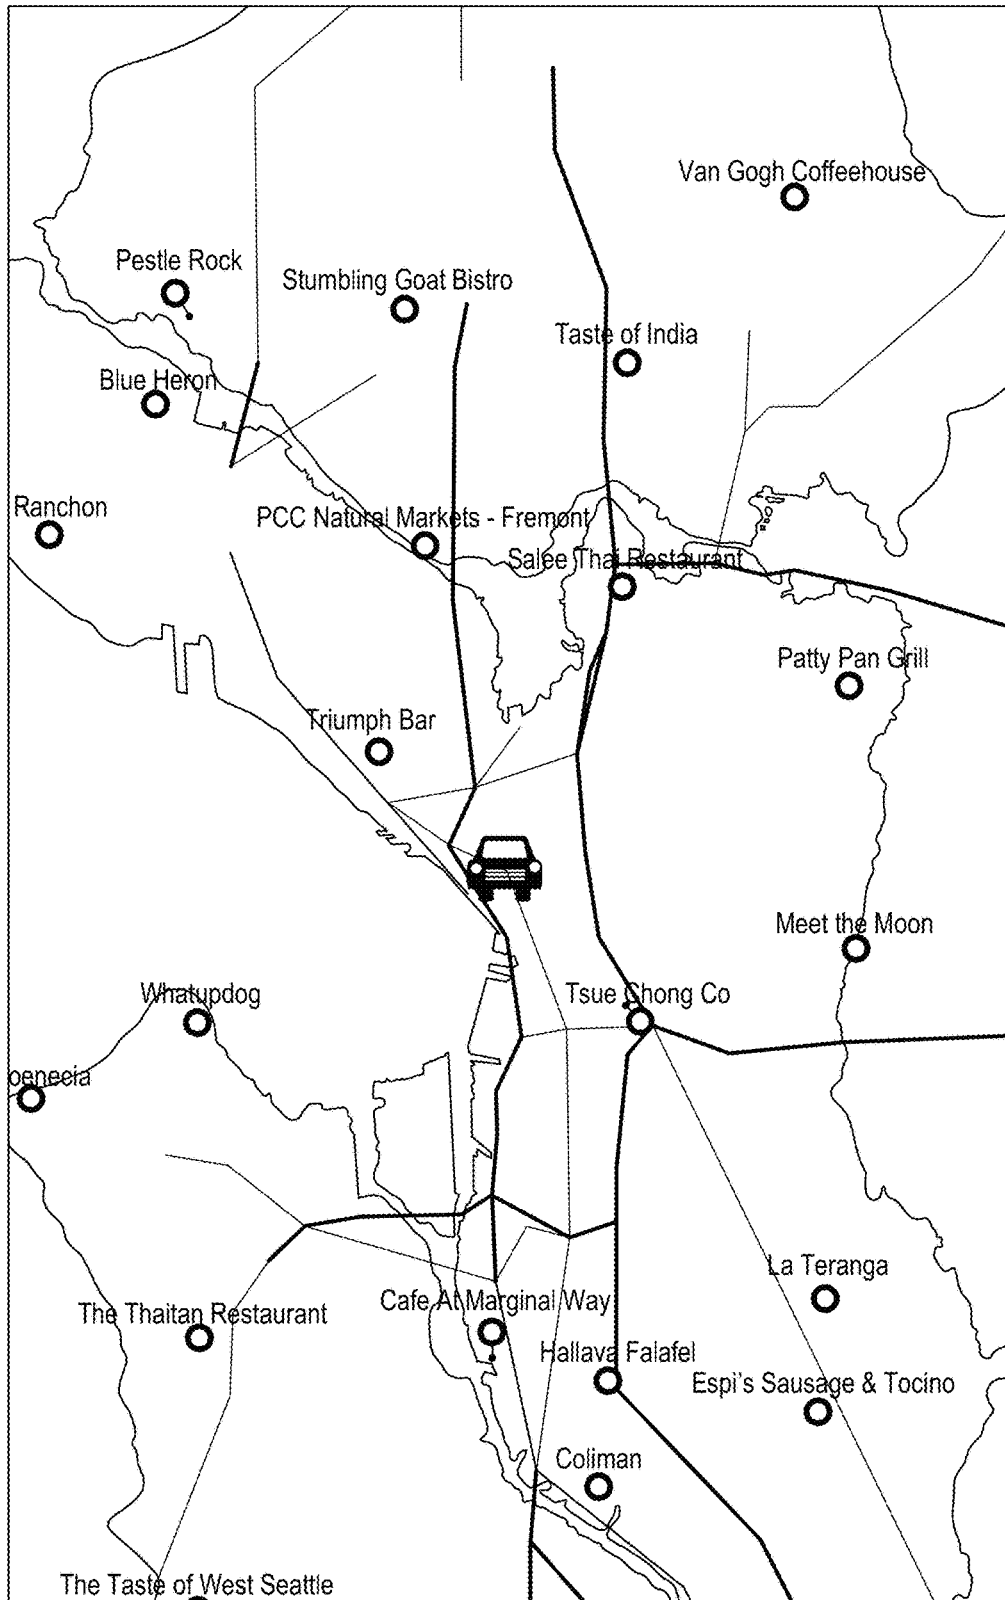 Van Gogh Coffeehouse
Pestle Rock
Stumbling Goat Bistro
Taste of India
Blue Heron
Ranchon
PCC Natural Markets - Fremont
Salee Thai Restaurant
Patty Pan Grill
Triumph Bar
Meet the Moon
Whatupdog
Tsue Chong Co
oenecia
La Teranga
Cafe At Marginal Way
The Thaitan Restaurant
Hallava Falafel
Espi's Sausage & Tocino
Coliman
The Taste of West Seattle